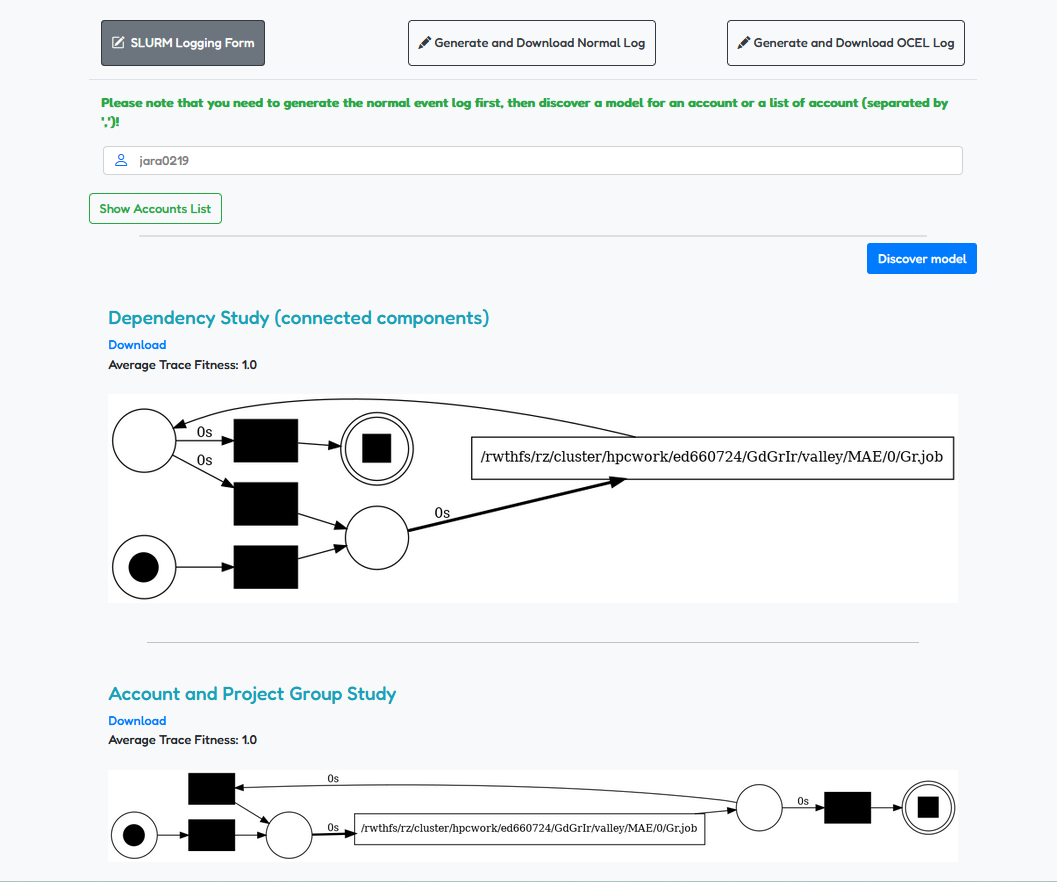 SLURM Logging Form
Generate and Download Normal Log
Generate and Download OCEL Log
Please note that you need to generate the normal event log first, then discover a model for an account or a list of account (separated by
',')!
jara0219
Show Accounts List
Discover model
Dependency Study (connected components)
Download
Average Trace Fitness: 1.0
0s
0s
/rwthfs/rz/cluster/hpcwork/ed660724/GdGrIr/valley/MAE/0/Gr.job
0s
Account and Project Group Study
Download
Average Trace Fitness: 1.0
0s
0s
0s
/rwthfs/rz/cluster/hpcwork/ed660724/GdGrIr/valley/MAE/0/Gr.job